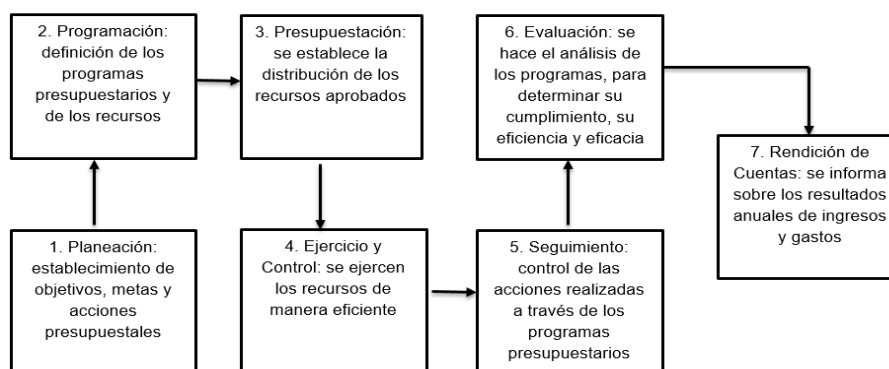 1. Planeación:
establecimiento de
objetivos, metas y
acciones
presupuestales
2. Programación:
definición de los
programas
presupuestarios y
de los recursos
3. Presupuestación:
se establece la
distribución de los
recursos aprobados
4. Ejercicio y
Control: se ejercen
los recursos de
manera eficiente
5. Seguimiento:
control de las
acciones realizadas
a través de los
programas
presupuestarios
6. Evaluación: se
hace el análisis de
los programas, para
determinar su
cumplimiento, su
eficiencia y eficacia
7. Rendición de
Cuentas: se informa
sobre los resultados
anuales de ingresos
y gastos